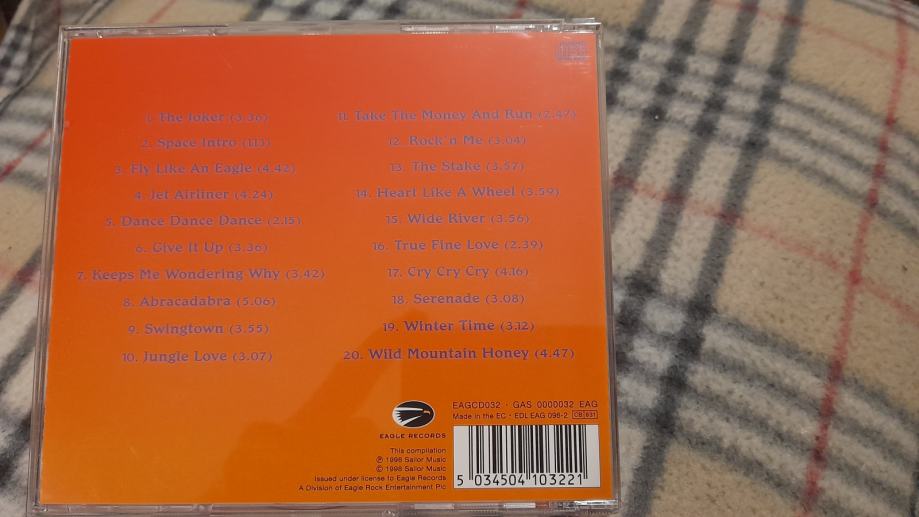 1. The Joker (3.36)
2. Space Intro (1.13)
3. Fly Like An Eagle (4.42)
4. Jet Airliner (4.24)
5. Dance Dance Dance (2.15)
6. Give It Up (3.36)
7. Keeps Me Wondering Why (3.42)
8. Abracadabra (5.06)
9. Swingtown (3.55)
10. Jungle Love (3.07)
11. Take The Money And Run (2.47)
12. Rock'n Me (3.04)
13. The Stake (3.57)
14. Heart Like A Wheel (3.59)
15. Wide River (3.56)
16. True Fine Love (2.39)
17. Cry Cry Cry (4.16)
18. Serenade (3.08)
19. Winter Time (3.12)
20. Wild Mountain Honey (4.47)
EAGLE RECORDS
EAGCD032 · GAS 0000032 EAG
Made in the EC · EDL EAG 096-2 CB 631
This compilation
℗ 1998 Sailor Music
© 1998 Sailor Music
Issued under license to Eagle Records
A Division of Eagle Rock Entertainment Plc
5 034504 103221